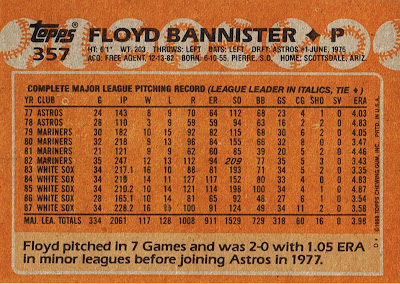 Topps
357
FLOYD BANNISTER ♦ P
HT: 6'1" WT: 203 THROWS: LEFT BATS: LEFT DRFT: ASTROS #1-JUNE, 1976
ACQ: FREE AGENT, 12-13-82 BORN: 6-10-55, PIERRE, S.D. HOME: SCOTTSDALE, ARIZ.
COMPLETE MAJOR LEAGUE PITCHING RECORD (LEAGUE LEADER IN ITALICS, TIE +)
YR CLUB G IP W L R ER SO BB GS CG SHO SV ERA
77 ASTROS 24 143 8 9 70 64 112 68 23 4 1 0 4.03
78 ASTROS 28 110 3 9 59 59 94 63 16 2 2 0 4.83
79 MARINERS 30 182 10 15 92 82 115 68 30 6 2 0 4.05
80 MARINERS 32 218 9 13 96 84 155 66 32 8 0 0 3.47
81 MARINERS 21 121 9 9 62 60 85 39 20 5 2 0 4.46
82 MARINERS 35 247 12 13 112 94 209 77 35 5 3 0 3.43
83 WHITE SOX 34 217.1 16 10 88 81 193 71 34 5 2 0 3.35
84 WHITE SOX 34 218 14 11 127 117 152 80 33 4 0 0 4.83
85 WHITE SOX 34 210.2 10 14 121 114 198 100 34 4 1 0 4.87
86 WHITE SOX 28 165.1 10 14 81 65 92 48 27 6 1 0 3.54
87 WHITE SOX 34 228.2 16 11 100 91 124 49 34 11 2 0 3.58
MAJ. LEA. TOTALS 334 2061 117 128 1008 911 1529 729 318 60 16 0 3.98
Floyd pitched in 7 Games and was 2-0 with 1.05 ERA
in minor leagues before joining Astros in 1977.
© 1988 TOPPS CHEWING GUM, INC. PRTD. IN U.S.A.